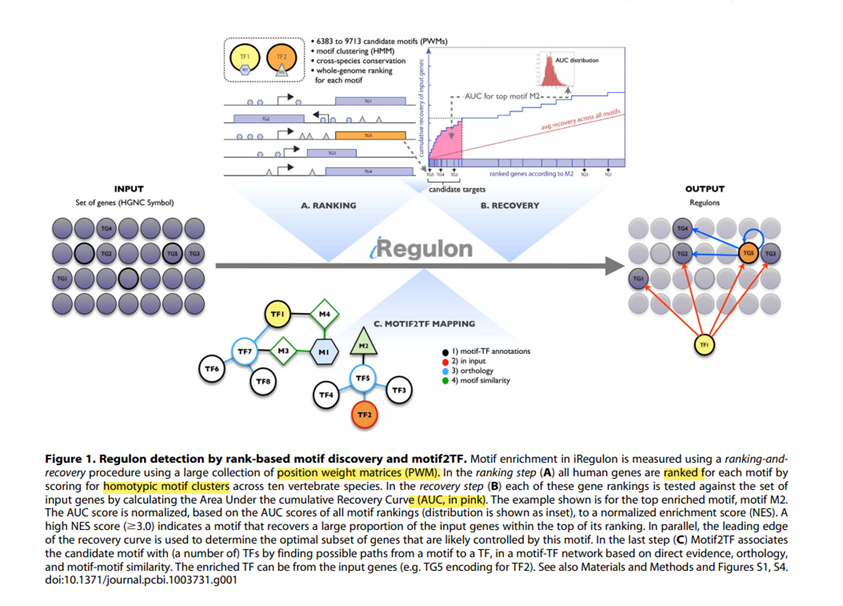 TF1
TF2
M1
M2
• 6383 to 9713 candidate motifs (PWMs)
• motif clustering (HMM)
• cross-species conservation
• whole-genome ranking
for each motif
TG1
TG2
TG5
TG3
TG4
cumulative recovery of input genes
AUC distribution
AUC for top motif M2
avg recovery across all motifs
TG5 TG4 TG2
ranked genes according to M2
TG3
TG1
candidate targets
INPUT
Set of genes (HGNC Symbol)
TG4
TG2
TG5
TG3
TG1
A. RANKING
B. RECOVERY
iRegulon
OUTPUT
Regulons
TG4
TG2
TG5
TG3
TG1
TF1
C. MOTIF2TF MAPPING
TF1
M4
TF7
M3
M1
TF6
TF8
M2
TF5
TF4
TF3
TF2
1) motif-TF annotations
2) in input
3) orthology
4) motif similarity
Figure 1. Regulon detection by rank-based motif discovery and motif2TF. Motif enrichment in iRegulon is measured using a ranking-and-
recovery procedure using a large collection of position weight matrices (PWM). In the ranking step (A) all human genes are ranked for each motif by
scoring for homotypic motif clusters across ten vertebrate species. In the recovery step (B) each of these gene rankings is tested against the set of
input genes by calculating the Area Under the cumulative Recovery Curve (AUC, in pink). The example shown is for the top enriched motif, motif M2.
The AUC score is normalized, based on the AUC scores of all motif rankings (distribution is shown as inset), to a normalized enrichment score (NES). A
high NES score (≥3.0) indicates a motif that recovers a large proportion of the input genes within the top of its ranking. In parallel, the leading edge
of the recovery curve is used to determine the optimal subset of genes that are likely controlled by this motif. In the last step (C) Motif2TF associates
the candidate motif with (a number of) TFs by finding possible paths from a motif to a TF, in a motif-TF network based on direct evidence, orthology,
and motif-motif similarity. The enriched TF can be from the input genes (e.g. TG5 encoding for TF2). See also Materials and Methods and Figures S1, S4.
doi:10.1371/journal.pcbi.1003731.g001